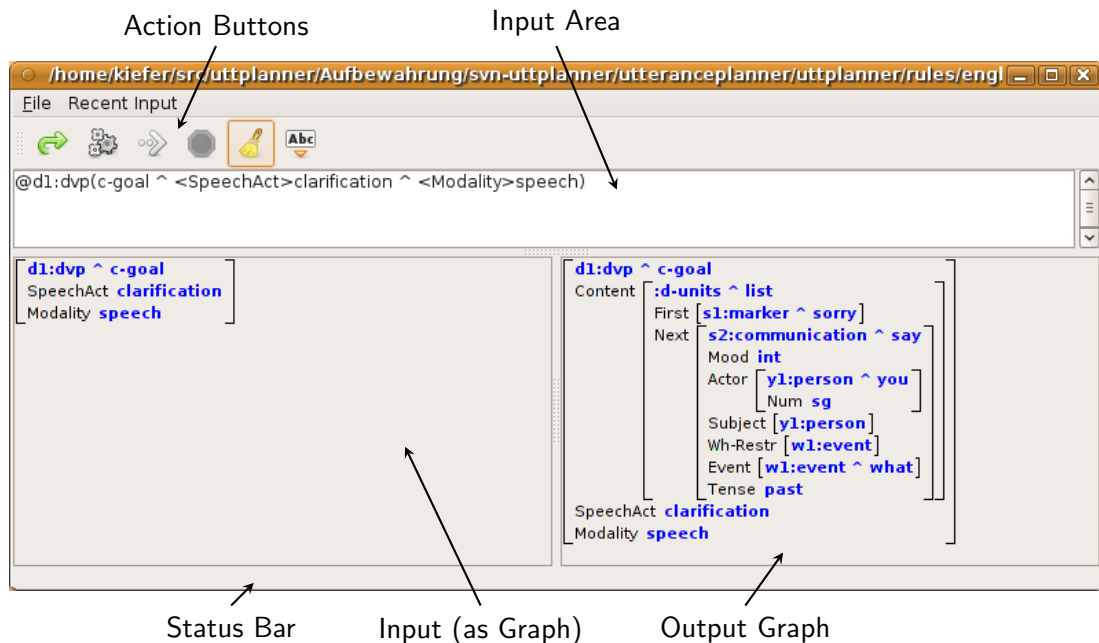 Action Buttons
Input Area
/home/kiefer/src/uttplanner/Aufbewahrung/svn-uttplanner/utteranceplanner/uttplanner/rules/engl
File Recent Input
Abc
@d1:dvp(c-goal ^ <SpeechAct>clarification ^ <Modality>speech)
d1:dvp ^ c-goal
SpeechAct clarification
Modality speech
d1:dvp ^ c-goal
Content :d-units ^ list
First s1:marker ^ sorry
Next s2:communication ^ say
Mood int
Actor y1:person ^ you
Num sg
Subject y1:person
Wh-Restr w1:event
Event w1:event ^ what
Tense past
SpeechAct clarification
Modality speech
Status Bar
Input (as Graph)
Output Graph